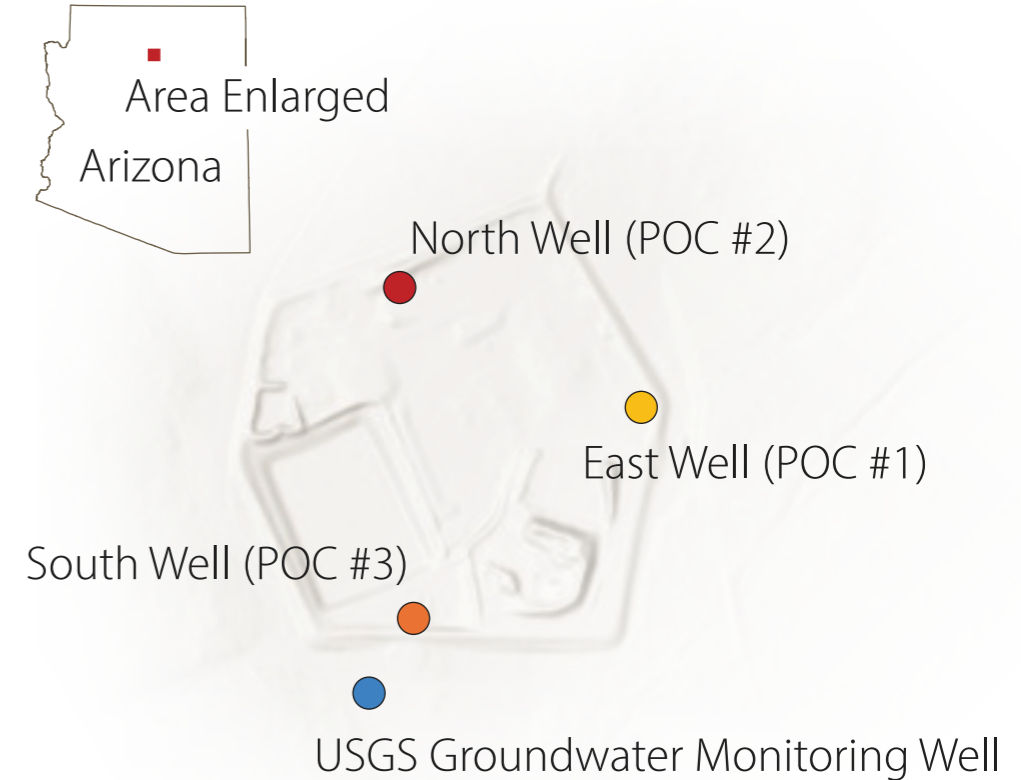 Area Enlarged
Arizona
North Well (POC #2)
East Well (POC #1)
South Well (POC #3)
USGS Groundwater Monitoring Well